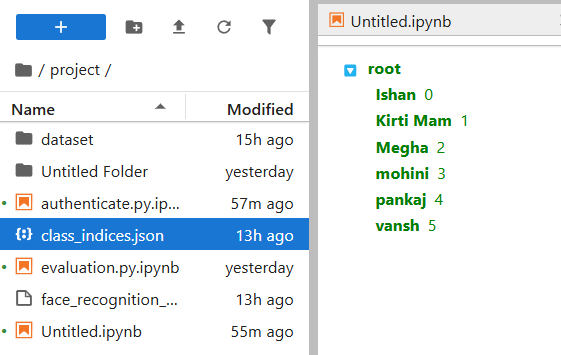 +
/ project /
Name Modified
dataset 15h ago
Untitled Folder yesterday
authenticate.py.ip... 57m ago
class_indices.json 13h ago
evaluation.py.ipynb yesterday
face_recognition_... 13h ago
Untitled.ipynb 55m ago
Untitled.ipynb
root
Ishan 0
Kirti Mam 1
Megha 2
mohini 3
pankaj 4
vansh 5